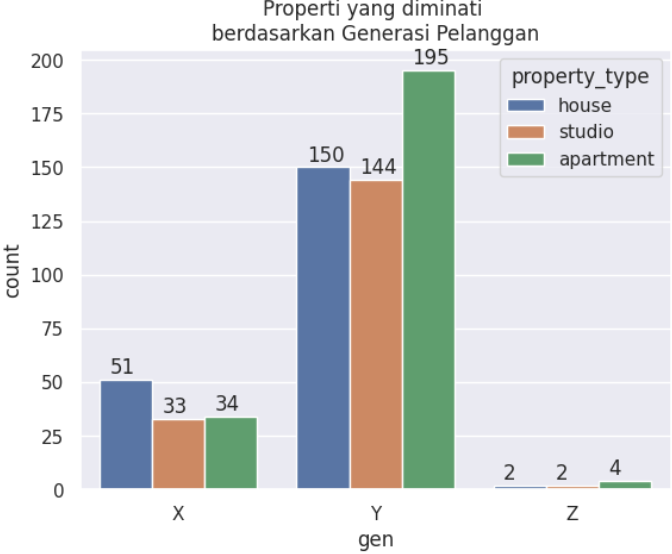 Properti yang diminati
berdasarkan Generasi Pelanggan
200
175
150
125
100
75
50
25
0
count
51
33
34
150
144
195
2
2
4
property_type
house
studio
apartment
X
Y
Z
gen